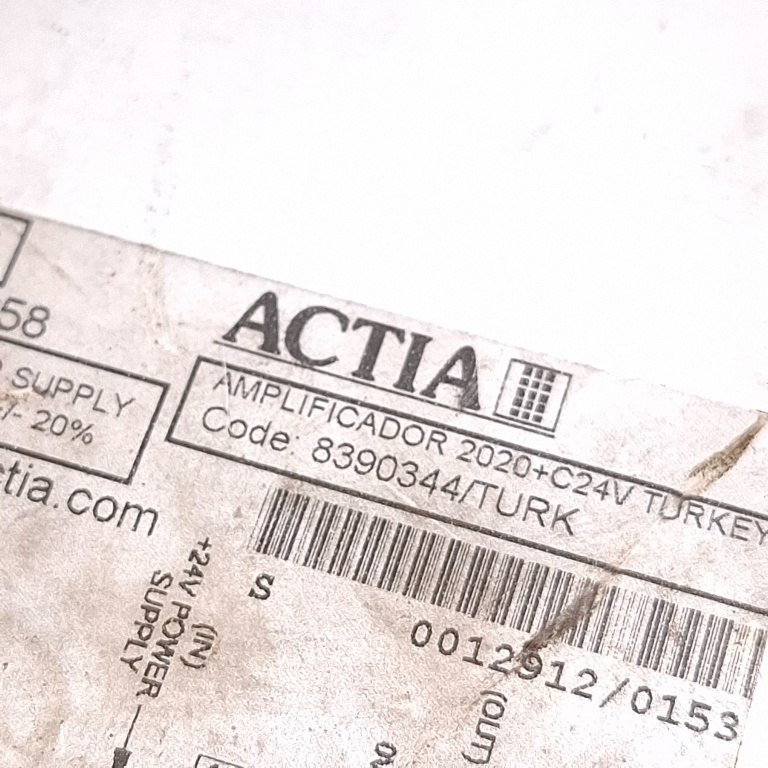 58
ACTIA
SUPPLY
20%
AMPLIFICADOR 2020+C24V TURKEY
Code: 8390344/TURK
tia.com
S
0012912/0153
+24V POWER
SUPPLY
(IN)
(OUT)